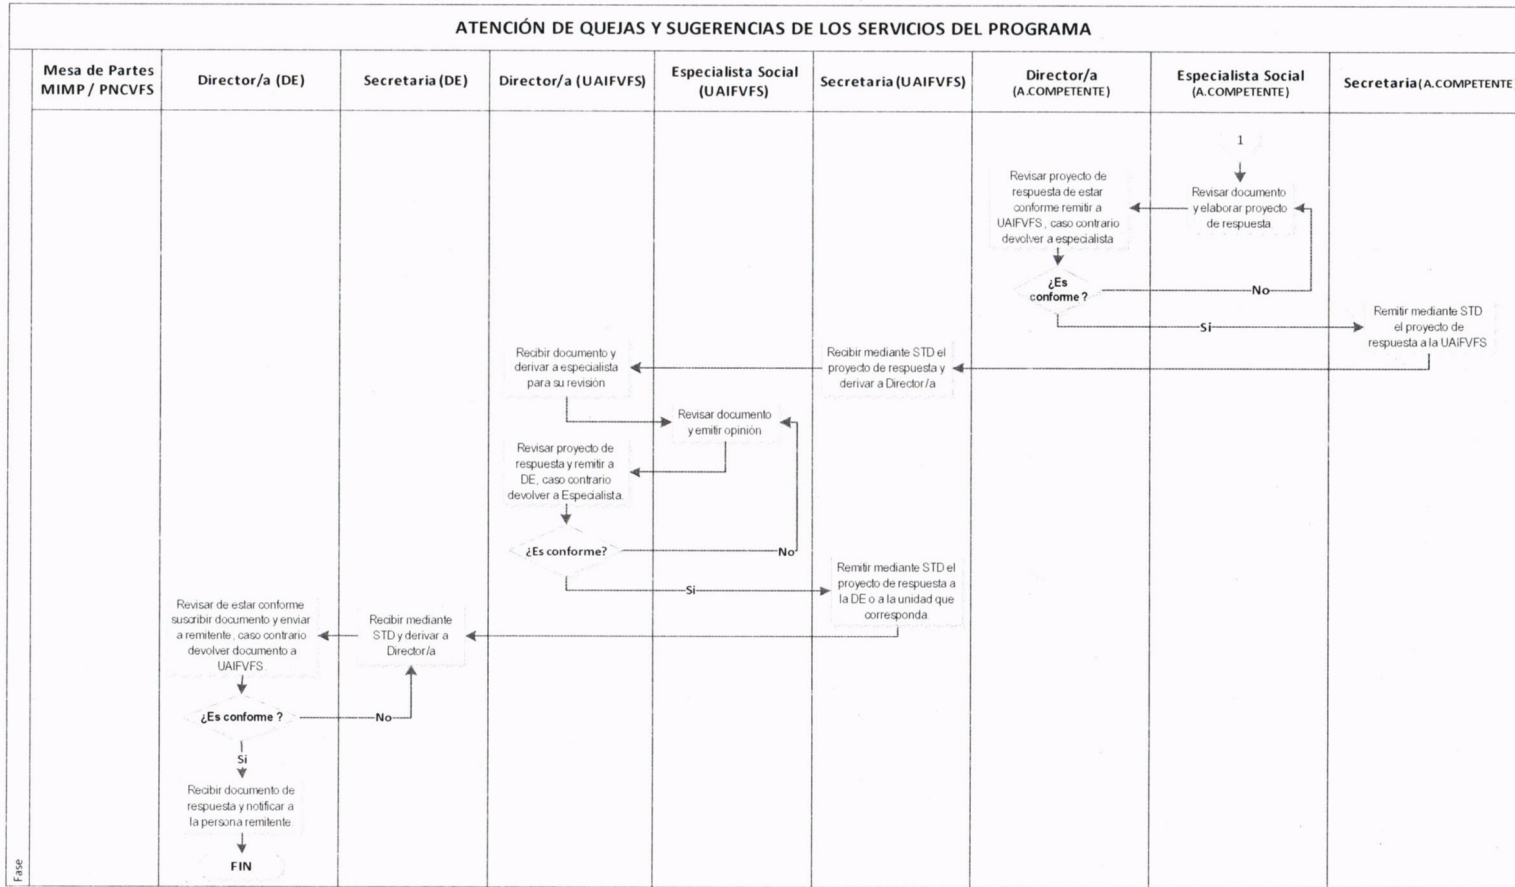 ATENCIÓN DE QUEJAS Y SUGERENCIAS DE LOS SERVICIOS DEL PROGRAMA
Mesa de Partes
MIMP / PNCVFS
Director/a (DE)
Secretaria (DE)
Director/a (UAIFVFS)
Especialista Social
(UAIFVFS)
Secretaria (UAIFVFS)
Director/a
(A.COMPETENTE)
Especialista Social
(A.COMPETENTE)
Secretaria (A.COMPETENTE
1
Revisar documento
y elaborar proyecto
de respuesta
Revisar proyecto de
respuesta de estar
conforme remitir a
UAIFVFS, caso contrario
devolver a especialista
¿Es
conforme ?
No
Si
Remitir mediante STD
el proyecto de
respuesta a la UAIFVFS
Recibir mediante STD el
proyecto de respuesta y
derivar a Director/a
Recibir documento y
derivar a especialista
para su revisión
Revisar documento
y emitir opinión
Revisar proyecto de
respuesta y remitir a
DE, caso contrario
devolver a Especialista.
¿Es conforme?
No
Si
Remitir mediante STD el
proyecto de respuesta a
la DE o a la unidad que
corresponda.
Recibir mediante
STD y derivar a
Director/a
Revisar de estar conforme
suscribir documento y enviar
a remitente, caso contrario
devolver documento a
UAIFVFS.
¿Es conforme ?
No
Si
Recibir documento de
respuesta y notificar a
la persona remitente
FIN
Fase